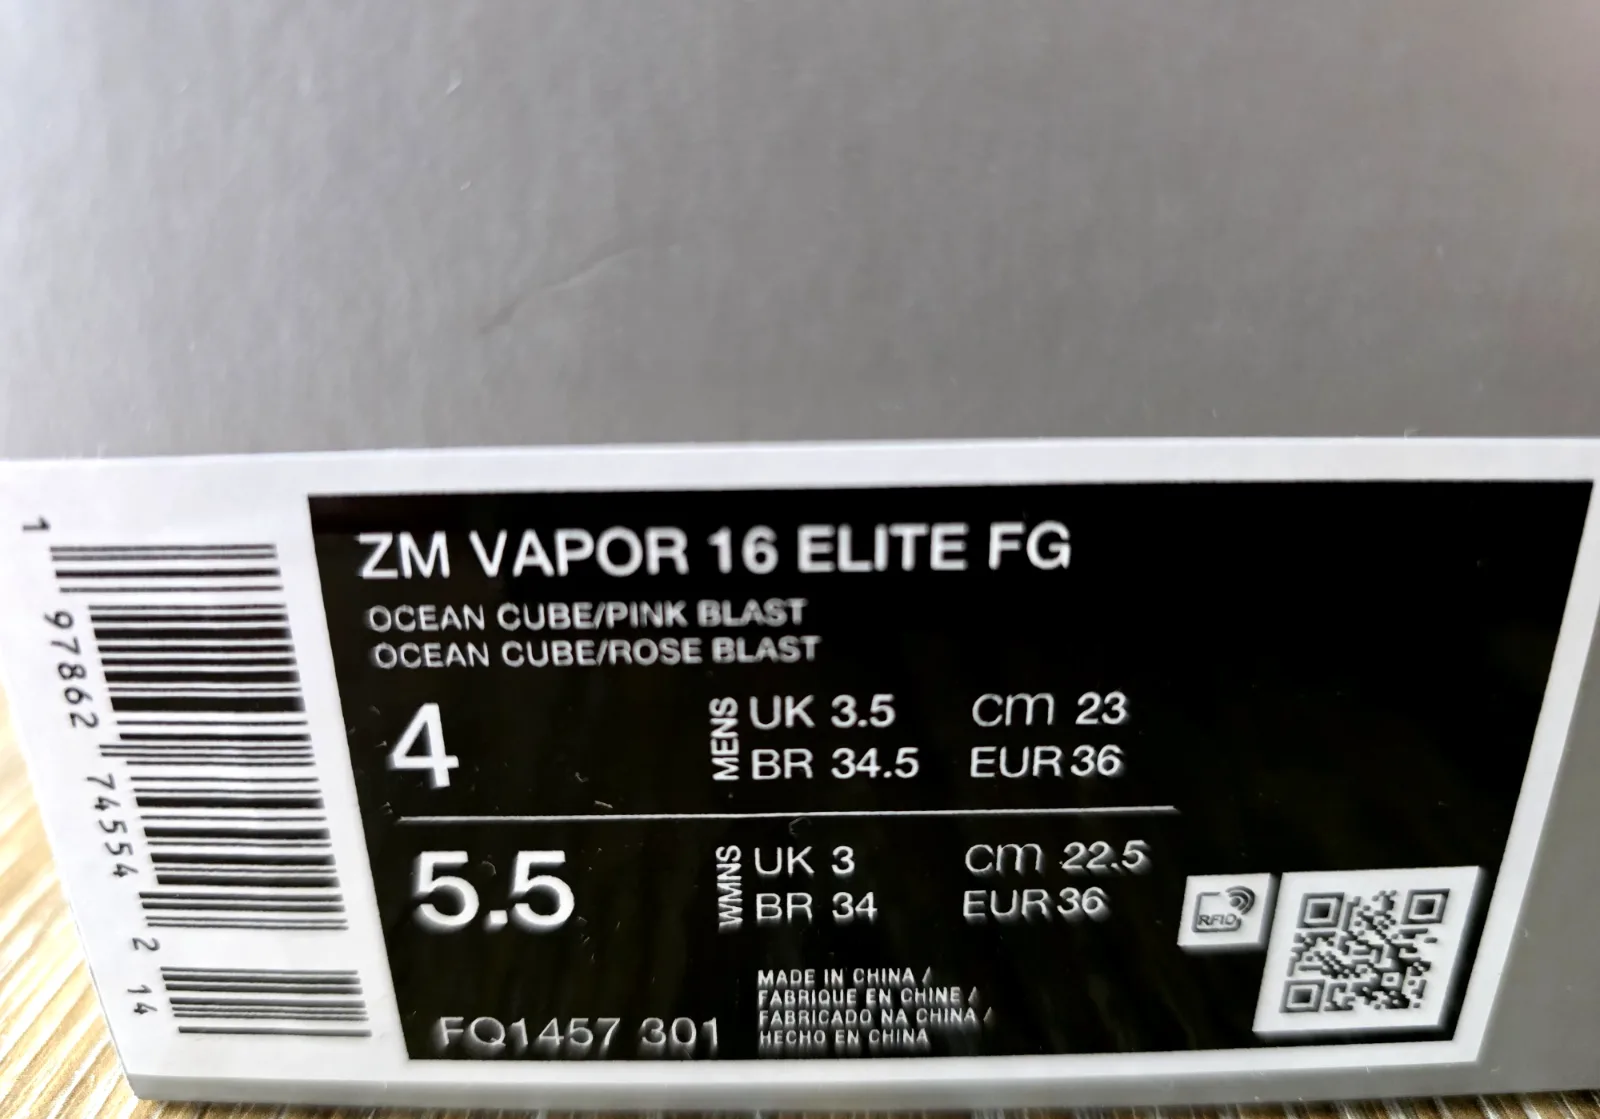 1 97862 74554 2 14
ZM VAPOR 16 ELITE FG
OCEAN CUBE/PINK BLAST
OCEAN CUBE/ROSE BLAST
4
MENS
UK 3.5 cm 23
BR 34.5 EUR 36
5.5
WMNS
UK 3 cm 22.5
BR 34 EUR 36
RFID
MADE IN CHINA /
FABRIQUE EN CHINE /
FABRICADO NA CHINA /
HECHO EN CHINA
FQ1457 301